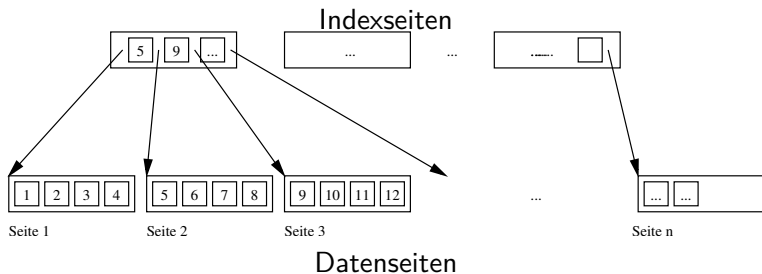 Indexseiten
5 9 ... ... ... ......
1 2 3 4 5 6 7 8 9 10 11 12 ... ... ...
Seite 1 Seite 2 Seite 3 Seite n
Datenseiten